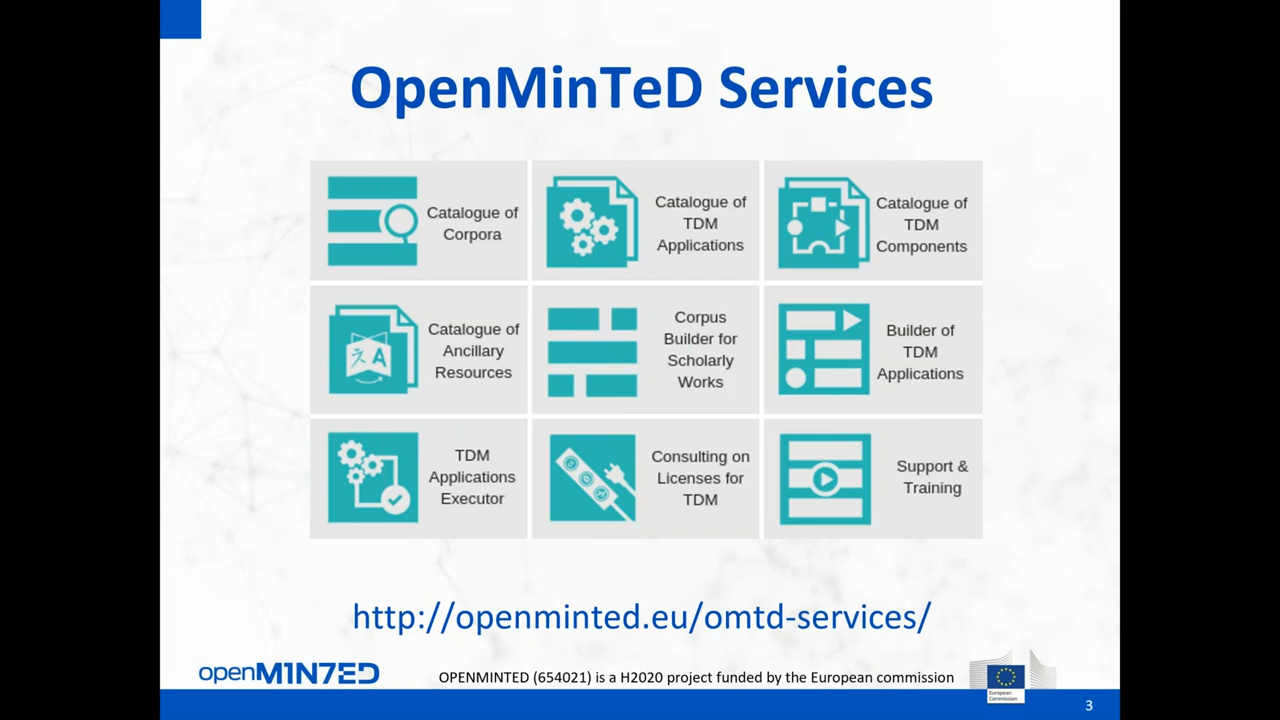 OpenMinTeD Services
Catalogue of
Corpora
Catalogue of
TDM
Applications
Catalogue of
TDM
Components
Catalogue of
Ancillary
Resources
Corpus
Builder for
Scholarly
Works
Builder of
TDM
Applications
TDM
Applications
Executor
Consulting on
Licenses for
TDM
Support &
Training
http://openminted.eu/omtd-services/
openM1N7ED
OPENMINTED (654021) is a H2020 project funded by the European commission
European
Commission
3